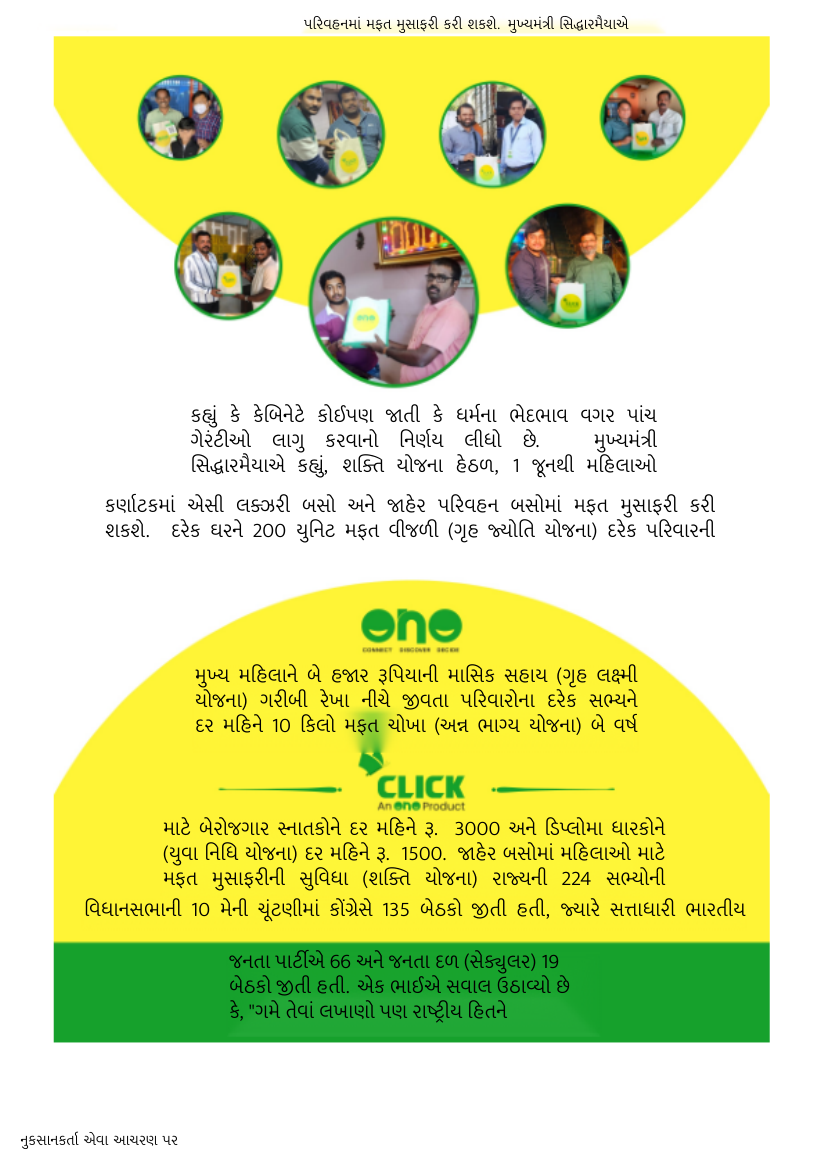 પરિવહનમાં મફત મુસાફરી કરી શકશે. મુખ્યમંત્રી સિદ્ધારમૈયાએ
કહ્યું કે કેબિનેટે કોઈપણ જાતી કે ધર્મના ભેદભાવ વગર પાંચ
ગેરંટીઓ લાગુ કરવાનો નિર્ણય લીધો છે. મુખ્યમંત્રી
સિદ્ધારમૈયાએ કહ્યું, શક્તિ યોજના હેઠળ, 1 જૂનથી મહિલાઓ
કર્ણાટકમાં એસી લક્ઝરી બસો અને જાહેર પરિવહન બસોમાં મફત મુસાફરી કરી
શકશે. દરેક ઘરને 200 યુનિટ મફત વીજળી (ગૃહ જ્યોતિ યોજના) દરેક પરિવારની
ono
CONNECT DISCOVER DECIDE
મુખ્ય મહિલાને બે હજાર રૂપિયાની માસિક સહાય (ગૃહ લક્ષ્મી
યોજના) ગરીબી રેખા નીચે જીવતા પરિવારોના દરેક સભ્યને
દર મહિને 10 કિલો મફત ચોખા (અન્ન ભાગ્ય યોજના) બે વર્ષ
CLICK
An ono Product
માટે બેરોજગાર સ્નાતકોને દર મહિને રૂ. 3000 અને ડિપ્લોમા ધારકોને
(યુવા નિધિ યોજના) દર મહિને રૂ. 1500. જાહેર બસોમાં મહિલાઓ માટે
મફત મુસાફરીની સુવિધા (શક્તિ યોજના) રાજ્યની 224 સભ્યોની
વિધાનસભાની 10 મેની ચૂંટણીમાં કોંગ્રેસે 135 બેઠકો જીતી હતી, જ્યારે સત્તાધારી ભારતીય
જનતા પાર્ટીએ 66 અને જનતા દળ (સેક્યુલર) 19
બેઠકો જીતી હતી. એક ભાઈએ સવાલ ઉઠાવ્યો છે
કે, "ગમે તેવાં લખાણો પણ રાષ્ટ્રીય હિતને
નુકસાનકર્તા એવા આચરણ પર